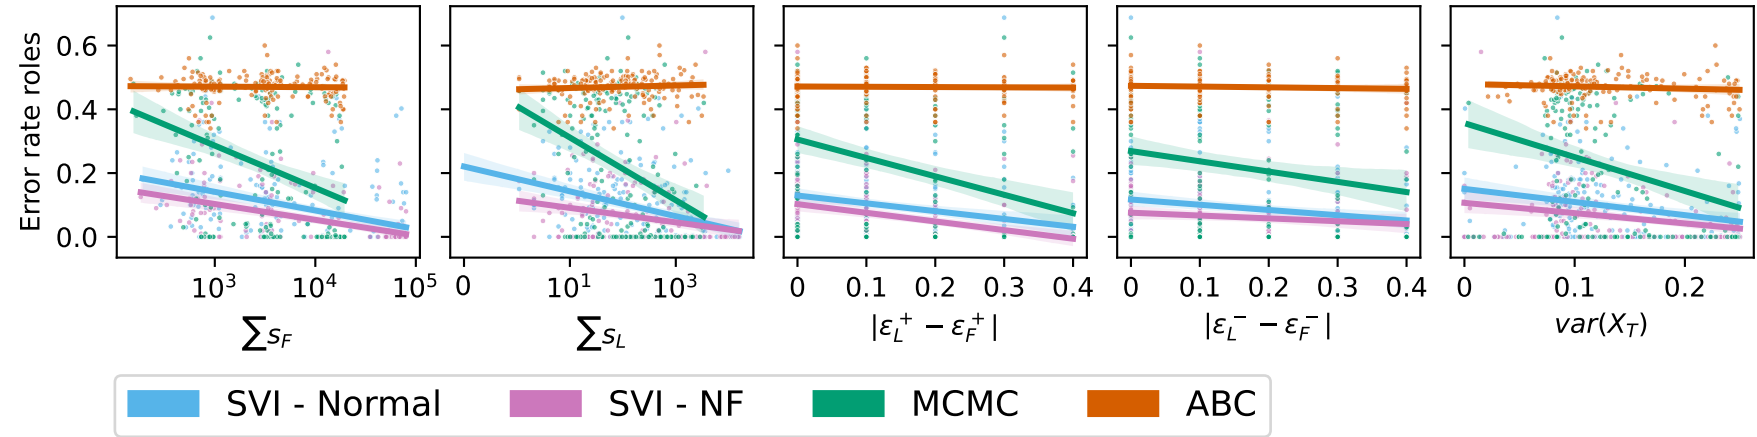 Error rate roles
0.6
0.4
0.2
0.0
10³ 10⁴ 10⁵
∑s_F
0 10¹ 10³
∑s_L
0 0.1 0.2 0.3 0.4
|ε_L⁺ − ε_F⁺|
0 0.1 0.2 0.3 0.4
|ε_L⁻ − ε_F⁻|
0 0.1 0.2
var(X_T)
SVI - Normal SVI - NF MCMC ABC